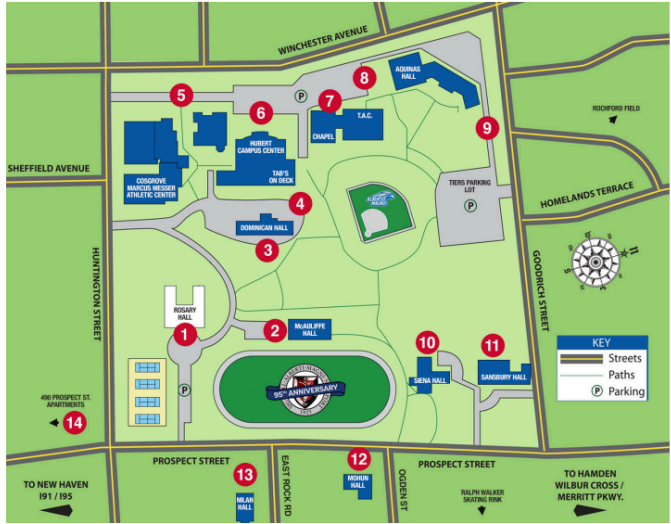 WINCHESTER AVENUE
AQUINAS
HALL
8
5
P
7
6
T.A.C.
CHAPEL
9
ROCHFORD FIELD
HUBERT
CAMPUS CENTER
SHEFFIELD AVENUE
TAB'S
ON DECK
COSGROVE
MARCUS MESSER
ATHLETIC CENTER
TIERS PARKING
LOT
P
HOMELANDS TERRACE
4
DOMINICAN HALL
3
HUNTINGTON STREET
GOODRICH STREET
N
ROSARY
HALL
1
2
McAULIFFE
HALL
10
11
SIENA HALL
SANSBURY HALL
KEY
Streets
Paths
P Parking
P
95TH ANNIVERSARY
1925
490 PROSPECT ST.
APARTMENTS
14
PROSPECT STREET
PROSPECT STREET
13
12
EAST ROCK RD
OGDEN ST
MOHUN
HALL
NILAN
HALL
TO NEW HAVEN
I91 / I95
RALPH WALKER
SKATING RINK
TO HAMDEN
WILBUR CROSS /
MERRITT PKWY.